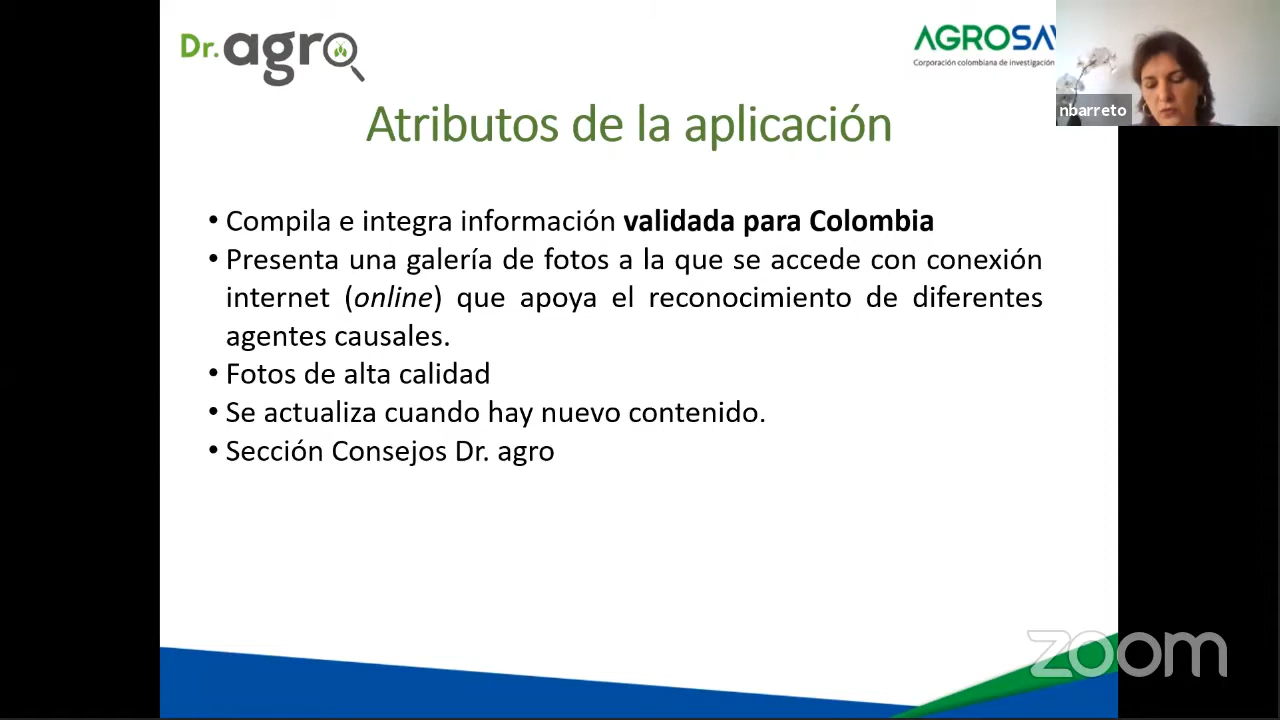 Dr. agro
AGROSAV
Corporación colombiana de investigación
nbarreto
Atributos de la aplicación
• Compila e integra información validada para Colombia
• Presenta una galería de fotos a la que se accede con conexión
internet (online) que apoya el reconocimiento de diferentes
agentes causales.
• Fotos de alta calidad
• Se actualiza cuando hay nuevo contenido.
• Sección Consejos Dr. agro
zoom